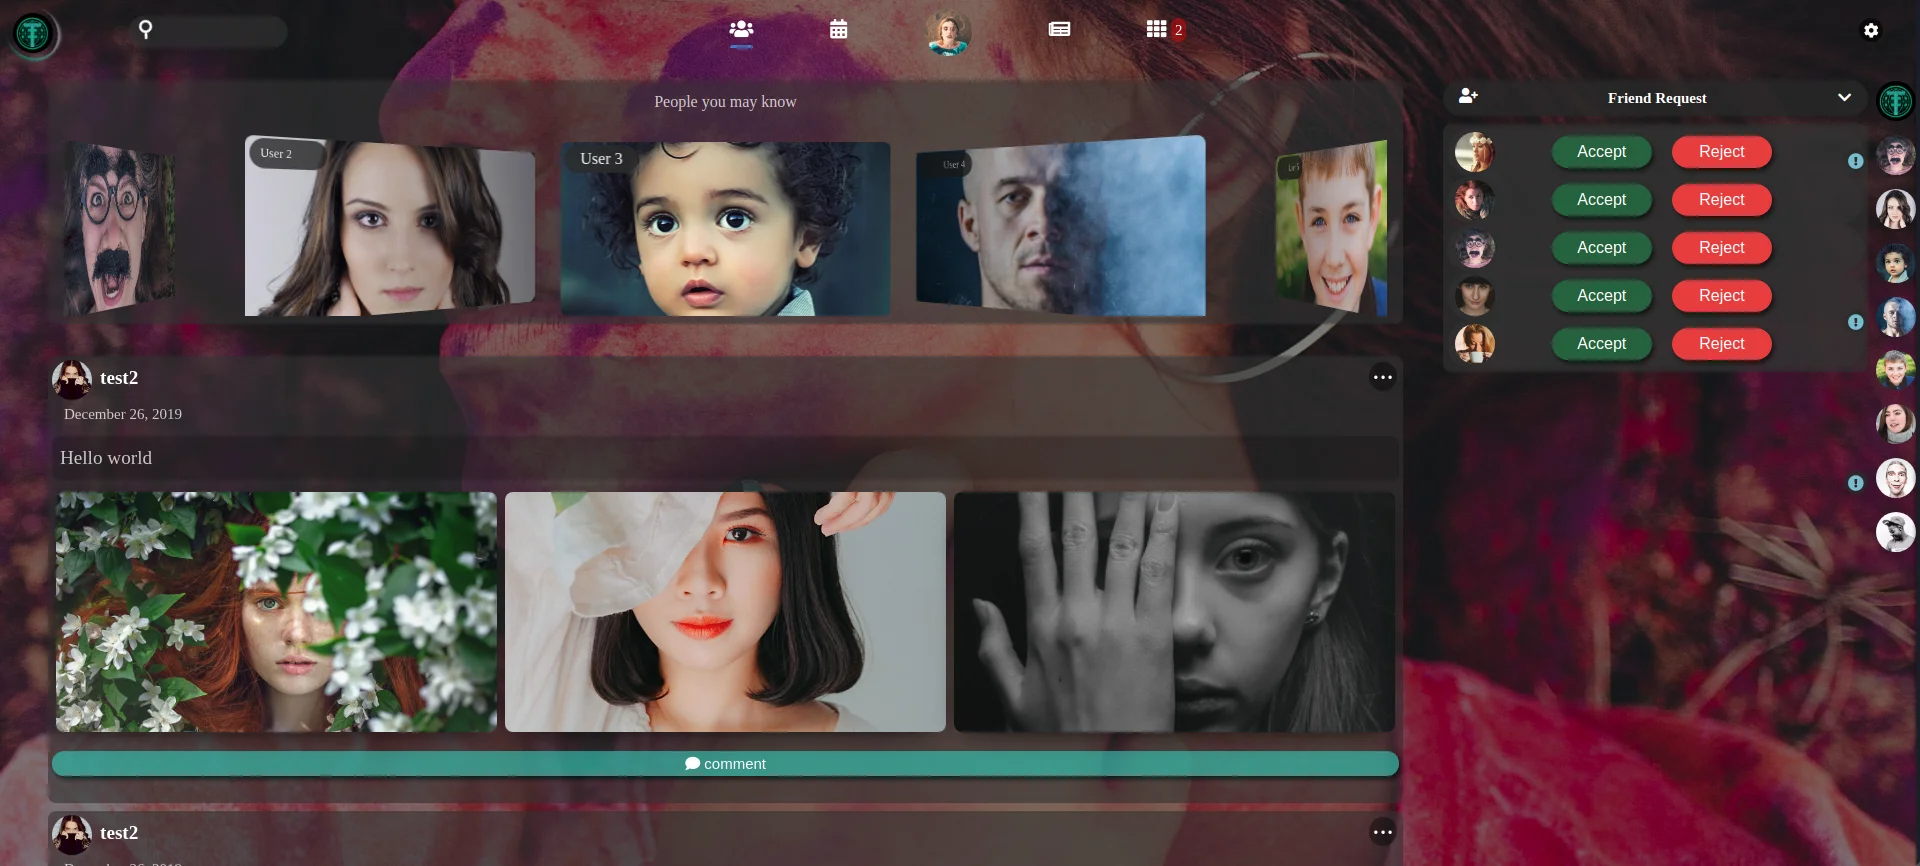 2
People you may know
User 2
User 3
User 4
Friend Request
Accept Reject
Accept Reject
Accept Reject
Accept Reject
Accept Reject
test2
December 26, 2019
Hello world
comment
test2